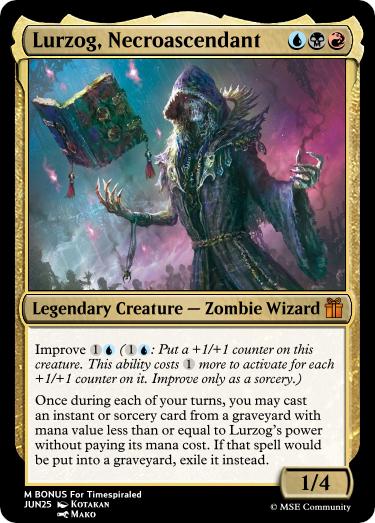 Lurzog, Necroascendant
Legendary Creature — Zombie Wizard
Improve 1U (1U: Put a +1/+1 counter on this
creature. This ability costs 1 more to activate for each
+1/+1 counter on it. Improve only as a sorcery.)
Once during each of your turns, you may cast
an instant or sorcery card from a graveyard with
mana value less than or equal to Lurzog's power
without paying its mana cost. If that spell would
be put into a graveyard, exile it instead.
1/4
M BONUS For Timespiraled
JUN25 Kotakan
Mako
© MSE Community